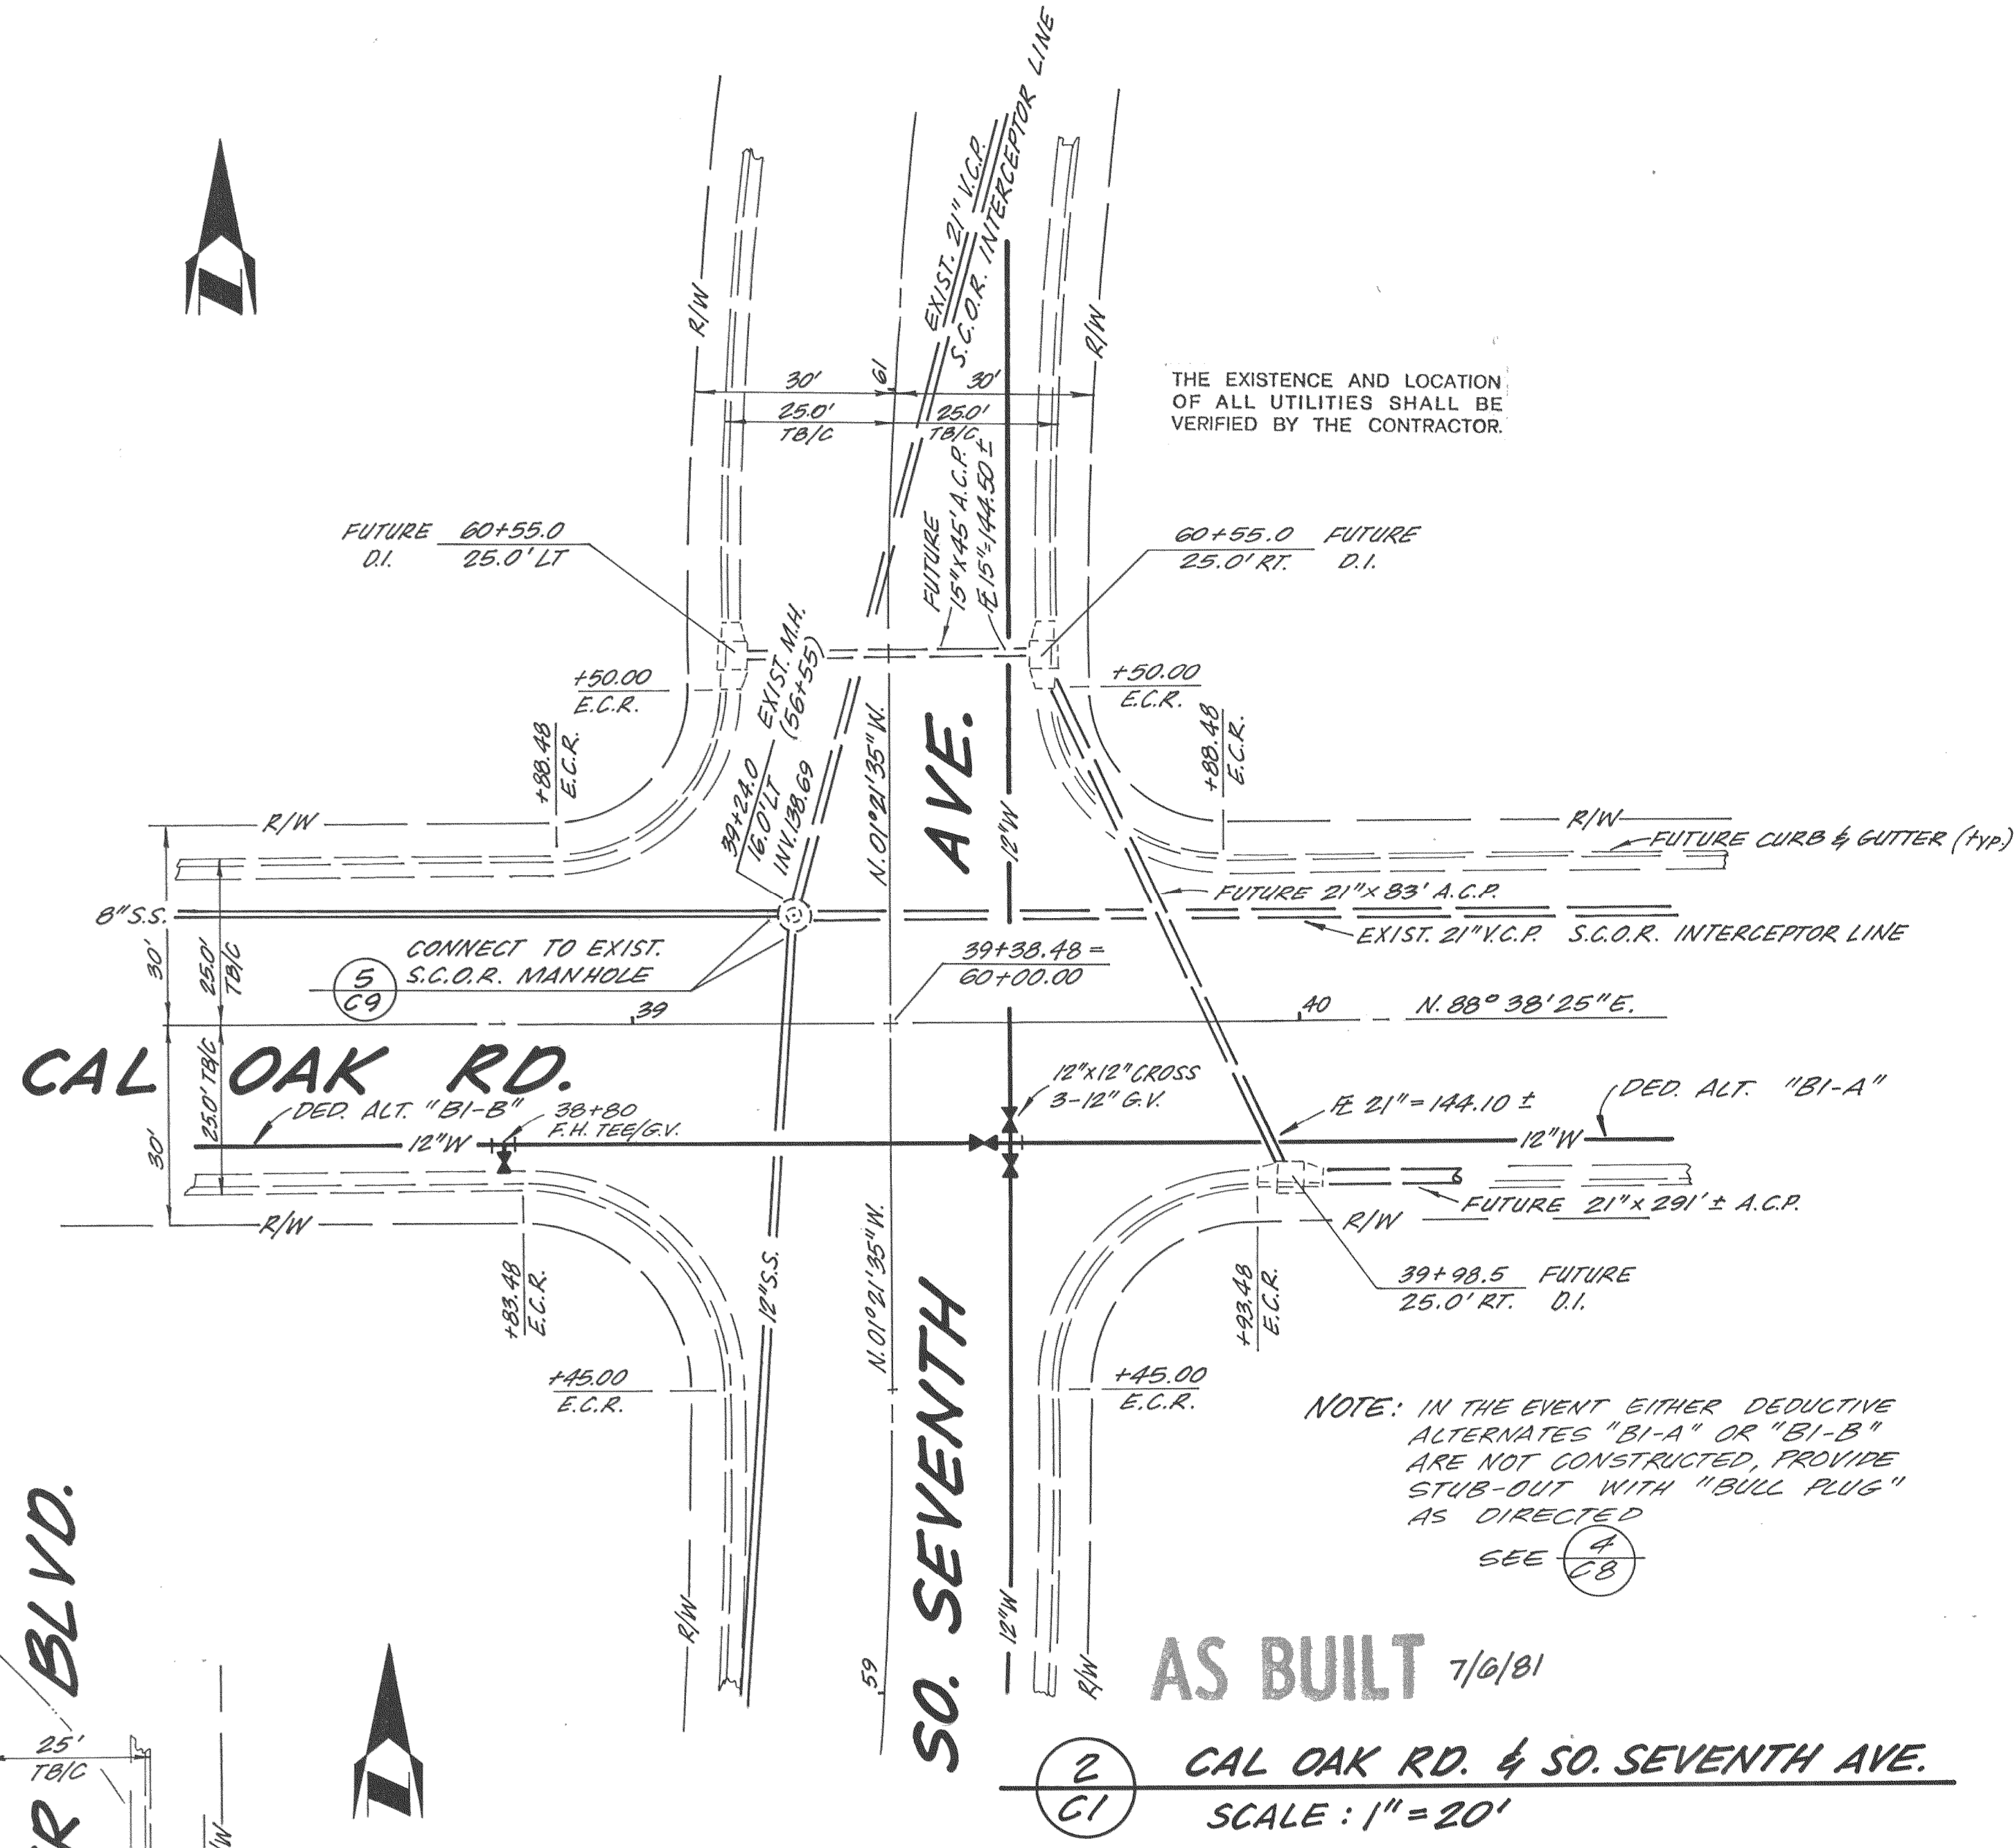 EXIST. 21" V.C.P.
S.C.O.R. INTERCEPTOR LINE
R/W
R/W
30'
61
30'
25.0'
TB/C
25.0'
TB/C
THE EXISTENCE AND LOCATION
OF ALL UTILITIES SHALL BE
VERIFIED BY THE CONTRACTOR.
FUTURE 60+55.0
D.I. 25.0' LT
FUTURE
15"x45' A.C.P.
FL 15"=144.50 ±
60+55.0 FUTURE
25.0' RT. D.I.
+50.00
E.C.R.
+50.00
E.C.R.
+88.48
E.C.R.
39+24.0 EXIST. M.H.
16.0' LT (56+55)
INV. 138.69
N.01°21'35"W.
AVE.
12"W
+88.48
E.C.R.
R/W
R/W
FUTURE CURB & GUTTER (typ.)
FUTURE 21"x 83' A.C.P.
8" S.S.
EXIST. 21" V.C.P. S.C.O.R. INTERCEPTOR LINE
30'
25.0'
TB/C
5
C9
CONNECT TO EXIST.
S.C.O.R. MANHOLE
39+38.48 =
60+00.00
39
40
N. 88° 38' 25" E.
CAL OAK RD.
30'
25.0' TB/C
DED. ALT. "B1-B"
38+80
F.H. TEE/G.V.
12"W
12"x12" CROSS
3-12" G.V.
FL 21" = 144.10 ±
DED. ALT. "B1-A"
12"W
FUTURE 21"x 291' ± A.C.P.
R/W
R/W
+83.48
E.C.R.
12" S.S.
N.01°21'35"W.
+93.48
E.C.R.
39+98.5 FUTURE
25.0' RT. D.I.
+45.00
E.C.R.
+45.00
E.C.R.
SO. SEVENTH
NOTE: IN THE EVENT EITHER DEDUCTIVE
ALTERNATES "B1-A" OR "B1-B"
ARE NOT CONSTRUCTED, PROVIDE
STUB-OUT WITH "BULL PLUG"
AS DIRECTED
SEE 4
C8
R/W
59
12"W
R/W
AS BUILT 7/6/81
BLVD.
25'
TB/C
2
C1
CAL OAK RD. & SO. SEVENTH AVE.
SCALE : 1" = 20'